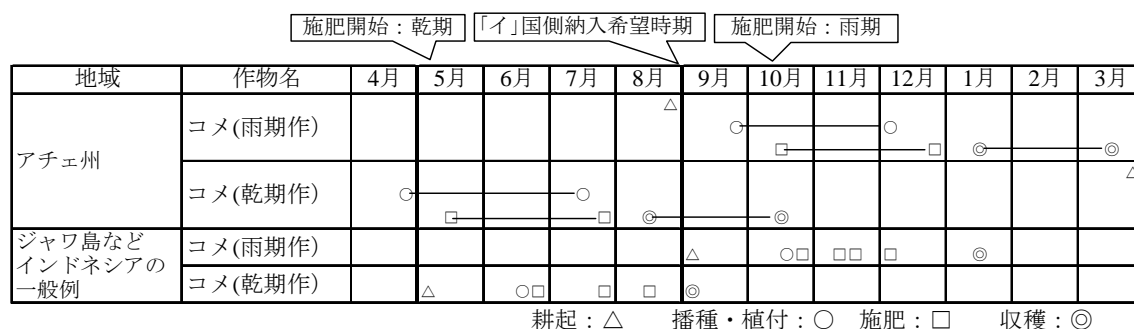 施肥開始：乾期 「イ」国側納入希望時期 施肥開始：雨期
地域 作物名 4月 5月 6月 7月 8月 9月 10月 11月 12月 1月 2月 3月
アチェ州
コメ(雨期作）
△
○ ○
□ □ ◎ ◎
コメ(乾期作）
△
○ ○
□ □ ◎ ◎
ジャワ島など
インドネシアの
一般例
コメ(雨期作） △ ○□ □□ □ ◎
コメ(乾期作） △ ○□ □ □ ◎
耕起：△ 播種・植付：○ 施肥：□ 収穫：◎